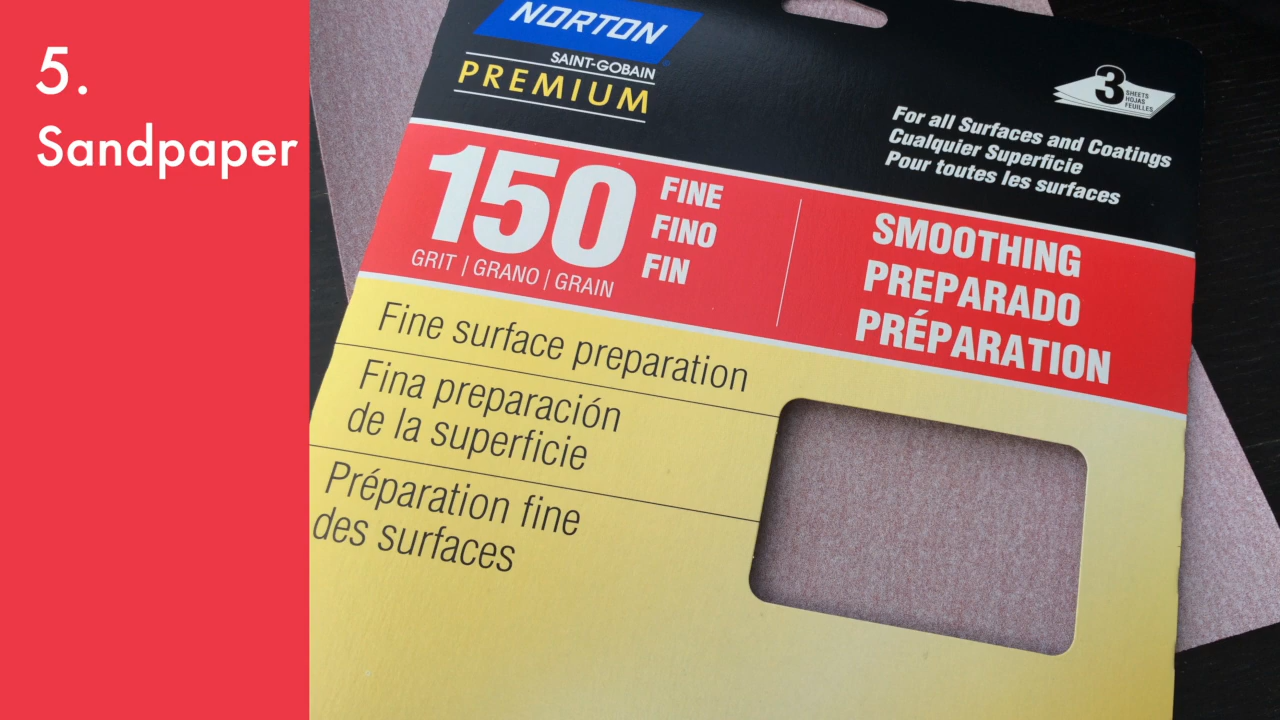 5.
Sandpaper
NORTON
SAINT-GOBAIN
PREMIUM
3
SHEETS
HOJAS
FEUILLES
For all Surfaces and Coatings
Cualquier Superficie
Pour toutes les surfaces
150
GRIT | GRANO | GRAIN
FINE
FINO
FIN
SMOOTHING
PREPARADO
PRÉPARATION
Fine surface preparation
Fina preparación
de la superficie
Préparation fine
des surfaces